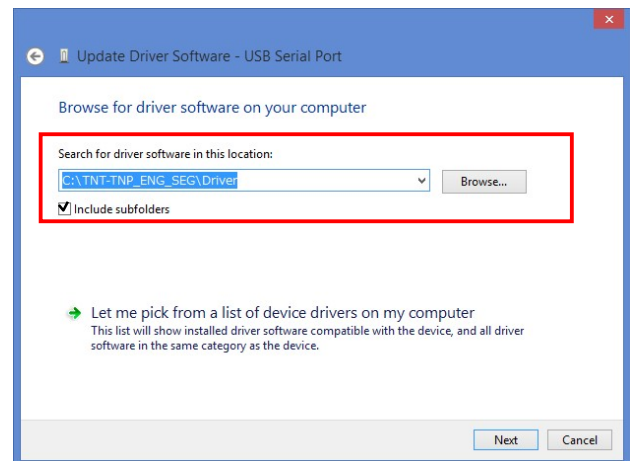 Update Driver Software - USB Serial Port
Browse for driver software on your computer
Search for driver software in this location:
C:\TNT-TNP_ENG_SEG\Driver
Browse...
Include subfolders
Let me pick from a list of device drivers on my computer
This list will show installed driver software compatible with the device, and all driver
software in the same category as the device.
Next
Cancel